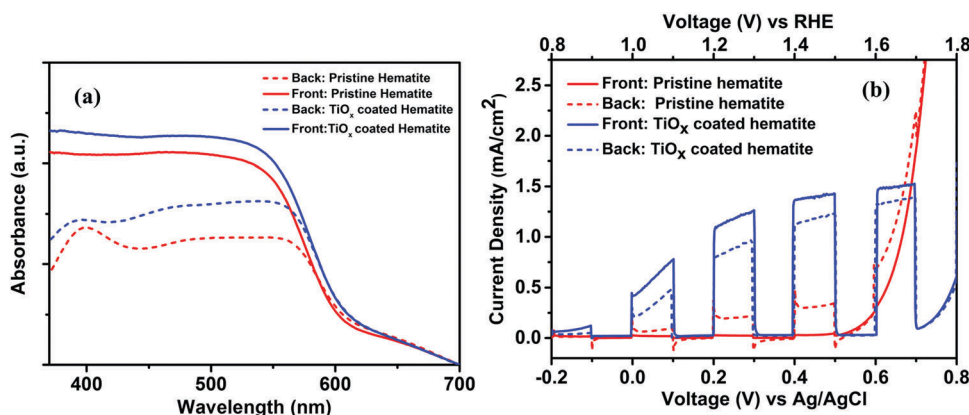 (a)
Back: Pristine Hematite
Front: Pristine Hematite
Back: TiOx coated Hematite
Front:TiOx coated Hematite
Absorbance (a.u.)
400 500 600 700
Wavelength (nm)
Voltage (V) vs RHE
0.8 1.0 1.2 1.4 1.6 1.8
(b)
Front: Pristine hematite
Back: Pristine hematite
Front: TiOx coated hematite
Back: TiOx coated hematite
Current Density (mA/cm²)
2.5
2.0
1.5
1.0
0.5
0.0
-0.2 0.0 0.2 0.4 0.6 0.8
Voltage (V) vs Ag/AgCl